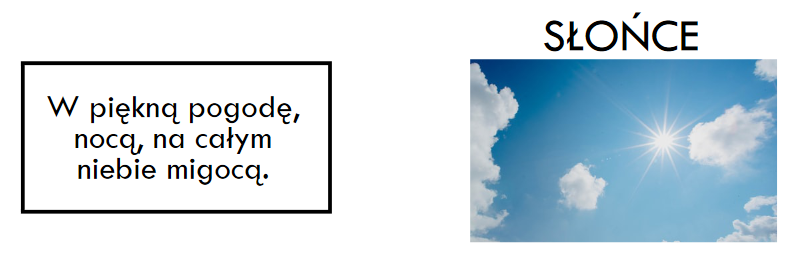 W piękną pogodę,
nocą, na całym
niebie migocą.
SŁOŃCE